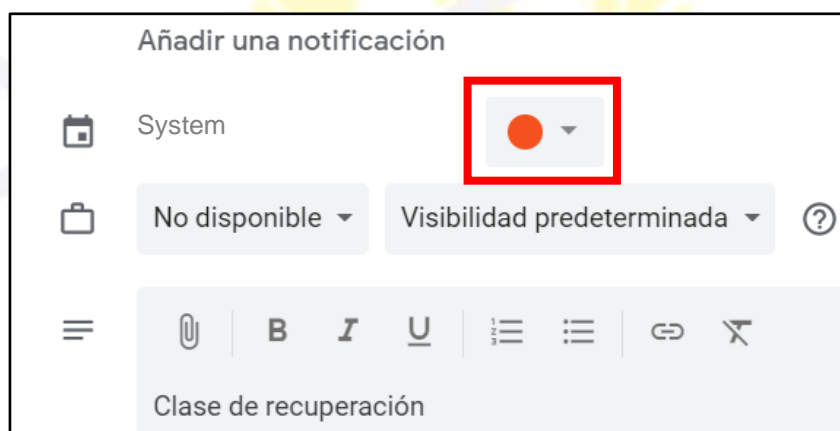 Añadir una notificación
System
No disponible Visibilidad predeterminada ?
B I U
Clase de recuperación